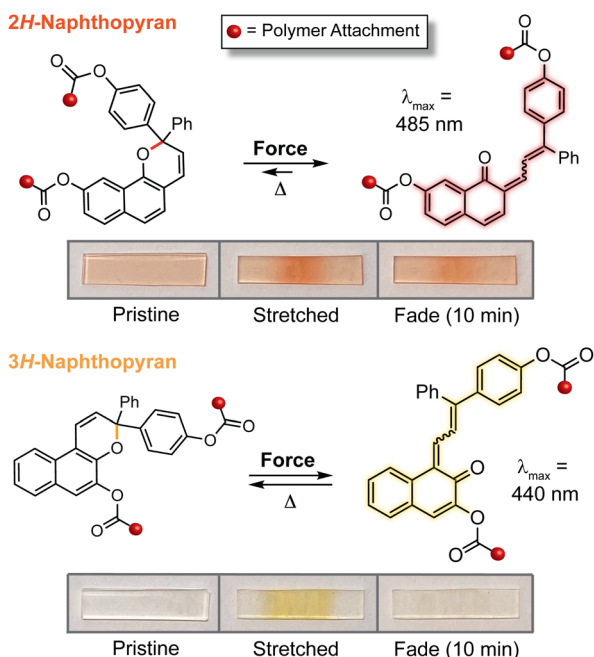 2H-Naphthopyran
= Polymer Attachment
O
O
Ph
O
O
O
Force
Δ
λmax =
485 nm
O
O
Ph
O
O
O
Pristine
Stretched
Fade (10 min)
3H-Naphthopyran
Ph
O
O
O
O
O
Force
Δ
Ph
O
O
O
O
O
λmax =
440 nm
Pristine
Stretched
Fade (10 min)